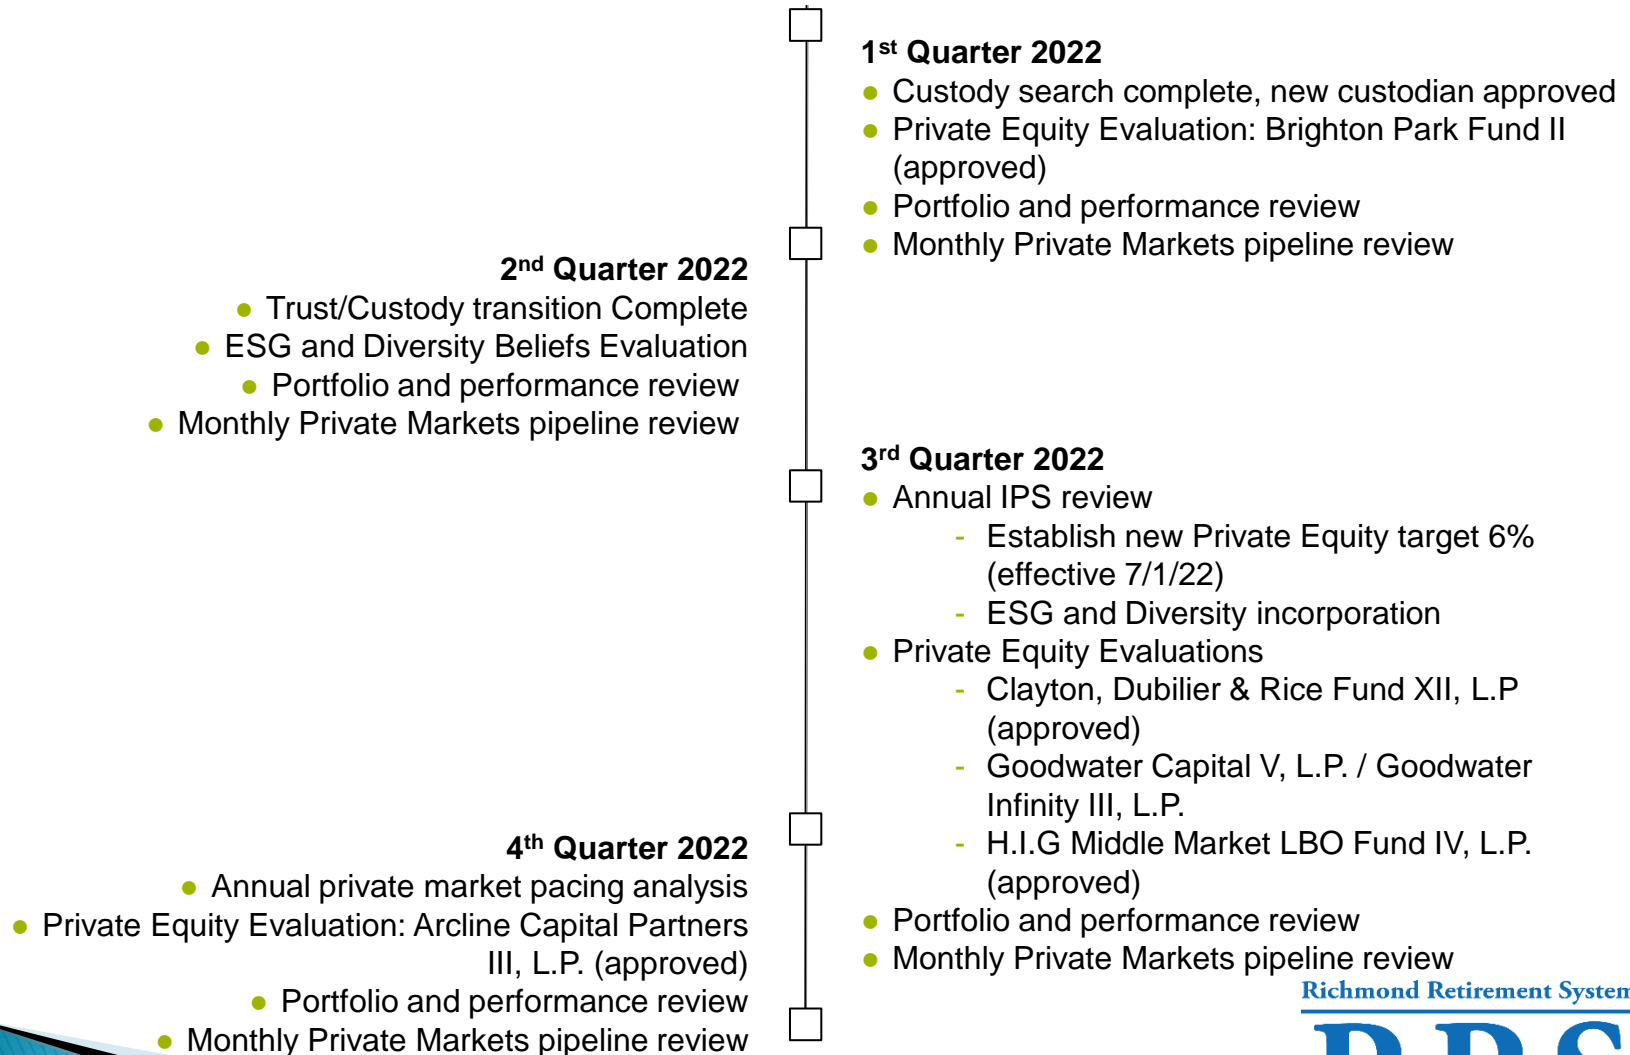 1st Quarter 2022
● Custody search complete, new custodian approved
● Private Equity Evaluation: Brighton Park Fund II
(approved)
● Portfolio and performance review
● Monthly Private Markets pipeline review
2nd Quarter 2022
● Trust/Custody transition Complete
● ESG and Diversity Beliefs Evaluation
● Portfolio and performance review
● Monthly Private Markets pipeline review
3rd Quarter 2022
● Annual IPS review
- Establish new Private Equity target 6%
(effective 7/1/22)
- ESG and Diversity incorporation
● Private Equity Evaluations
- Clayton, Dubilier & Rice Fund XII, L.P
(approved)
- Goodwater Capital V, L.P. / Goodwater
Infinity III, L.P.
- H.I.G Middle Market LBO Fund IV, L.P.
(approved)
● Portfolio and performance review
● Monthly Private Markets pipeline review
4th Quarter 2022
● Annual private market pacing analysis
● Private Equity Evaluation: Arcline Capital Partners
III, L.P. (approved)
● Portfolio and performance review
● Monthly Private Markets pipeline review
Richmond Retirement System
RRS